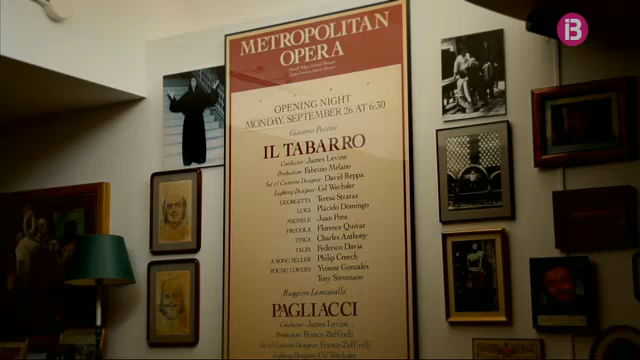 METROPOLITAN
OPERA
OPENING NIGHT
MONDAY, SEPTEMBER 26 AT 6:30
Giacomo Puccini
IL TABARRO
Conductor: James Levine
Production: Fabrizio Melano
Set & Costume Designer: David Reppa
Lighting Designer: Gil Wechsler
GIORGETTA Teresa Stratas
LUIGI Plácido Domingo
MICHELE Juan Pons
FRUGOLA Florence Quivar
TINCA Charles Anthony
TALPA Federico Davia
A SONG SELLER Philip Creech
YOUNG LOVERS Yvonne Gonzales
Tony Stevenson
Ruggiero Leoncavallo
PAGLIACCI
Conductor: James Levine
Production: Franco Zeffirelli
Set & Costume Designer: Franco Zeffirelli
Lighting Designer: Gil Wechsler